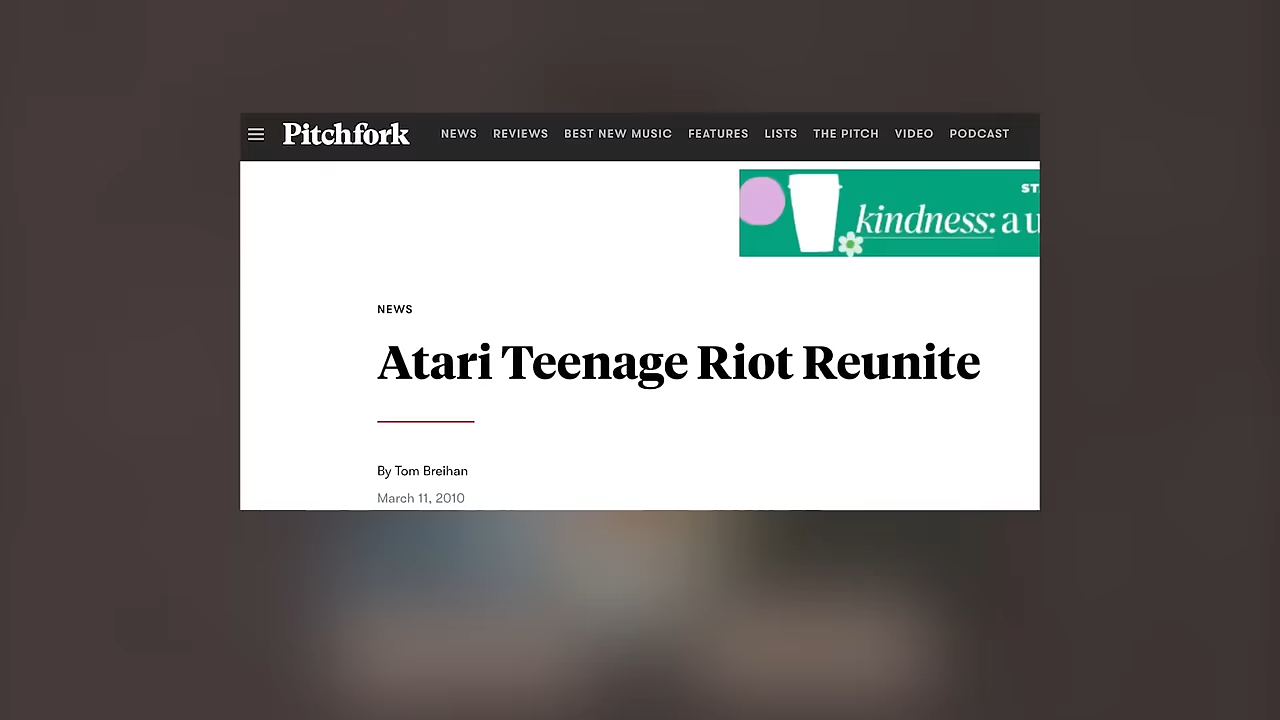 Pitchfork NEWS REVIEWS BEST NEW MUSIC FEATURES LISTS THE PITCH VIDEO PODCAST
ST
kindness: a u
NEWS
Atari Teenage Riot Reunite
By Tom Breihan
March 11, 2010